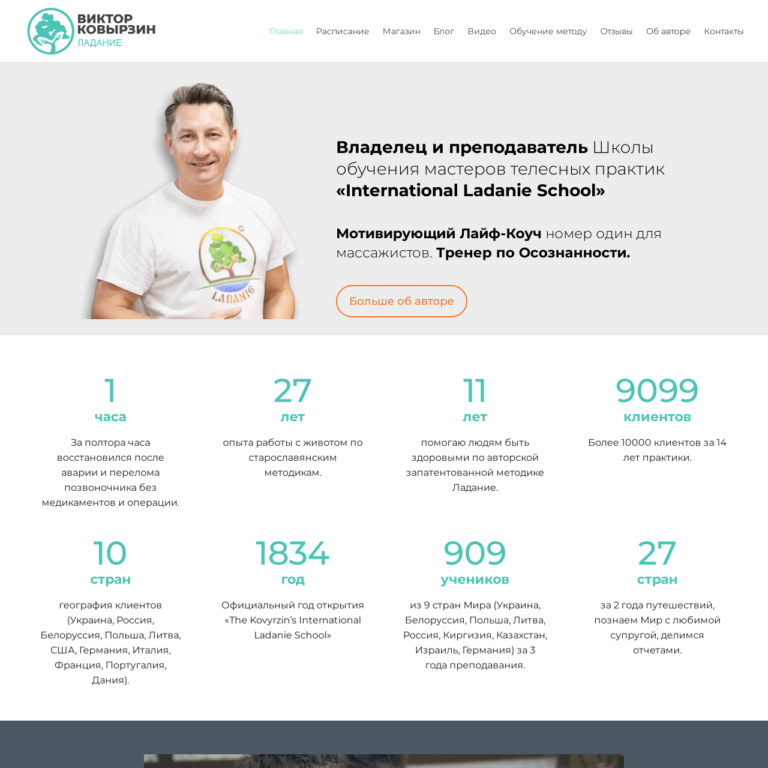 ВИКТОР
КОВЫРЗИН
ЛАДАНИЕ
Главная Расписание Магазин Блог Видео Обучение методу Отзывы Об авторе Контакты
LADANIE
Владелец и преподаватель Школы
обучения мастеров телесных практик
«International Ladanie School»
Мотивирующий Лайф-Коуч номер один для
массажистов. Тренер по Осознанности.
Больше об авторе
1
часа
За полтора часа
восстановился после
аварии и перелома
позвоночника без
медикаментов и операции.
27
лет
опыта работы с животом по
старославянским
методикам.
11
лет
помогаю людям быть
здоровыми по авторской
запатентованной методике
Ладание.
9099
клиентов
Более 10000 клиентов за 14
лет практики.
10
стран
география клиентов
(Украина, Россия,
Белоруссия, Польша, Литва,
США, Германия, Италия,
Франция, Португалия,
Дания).
1834
год
Официальный год открытия
«The Kovyrzin’s International
Ladanie School»
909
учеников
из 9 стран Мира (Украина,
Белоруссия, Польша, Литва,
Россия, Киргизия, Казахстан,
Израиль, Германия) за 3
года преподавания.
27
стран
за 2 года путешествий,
познаем Мир с любимой
супругой, делимся
отчетами.